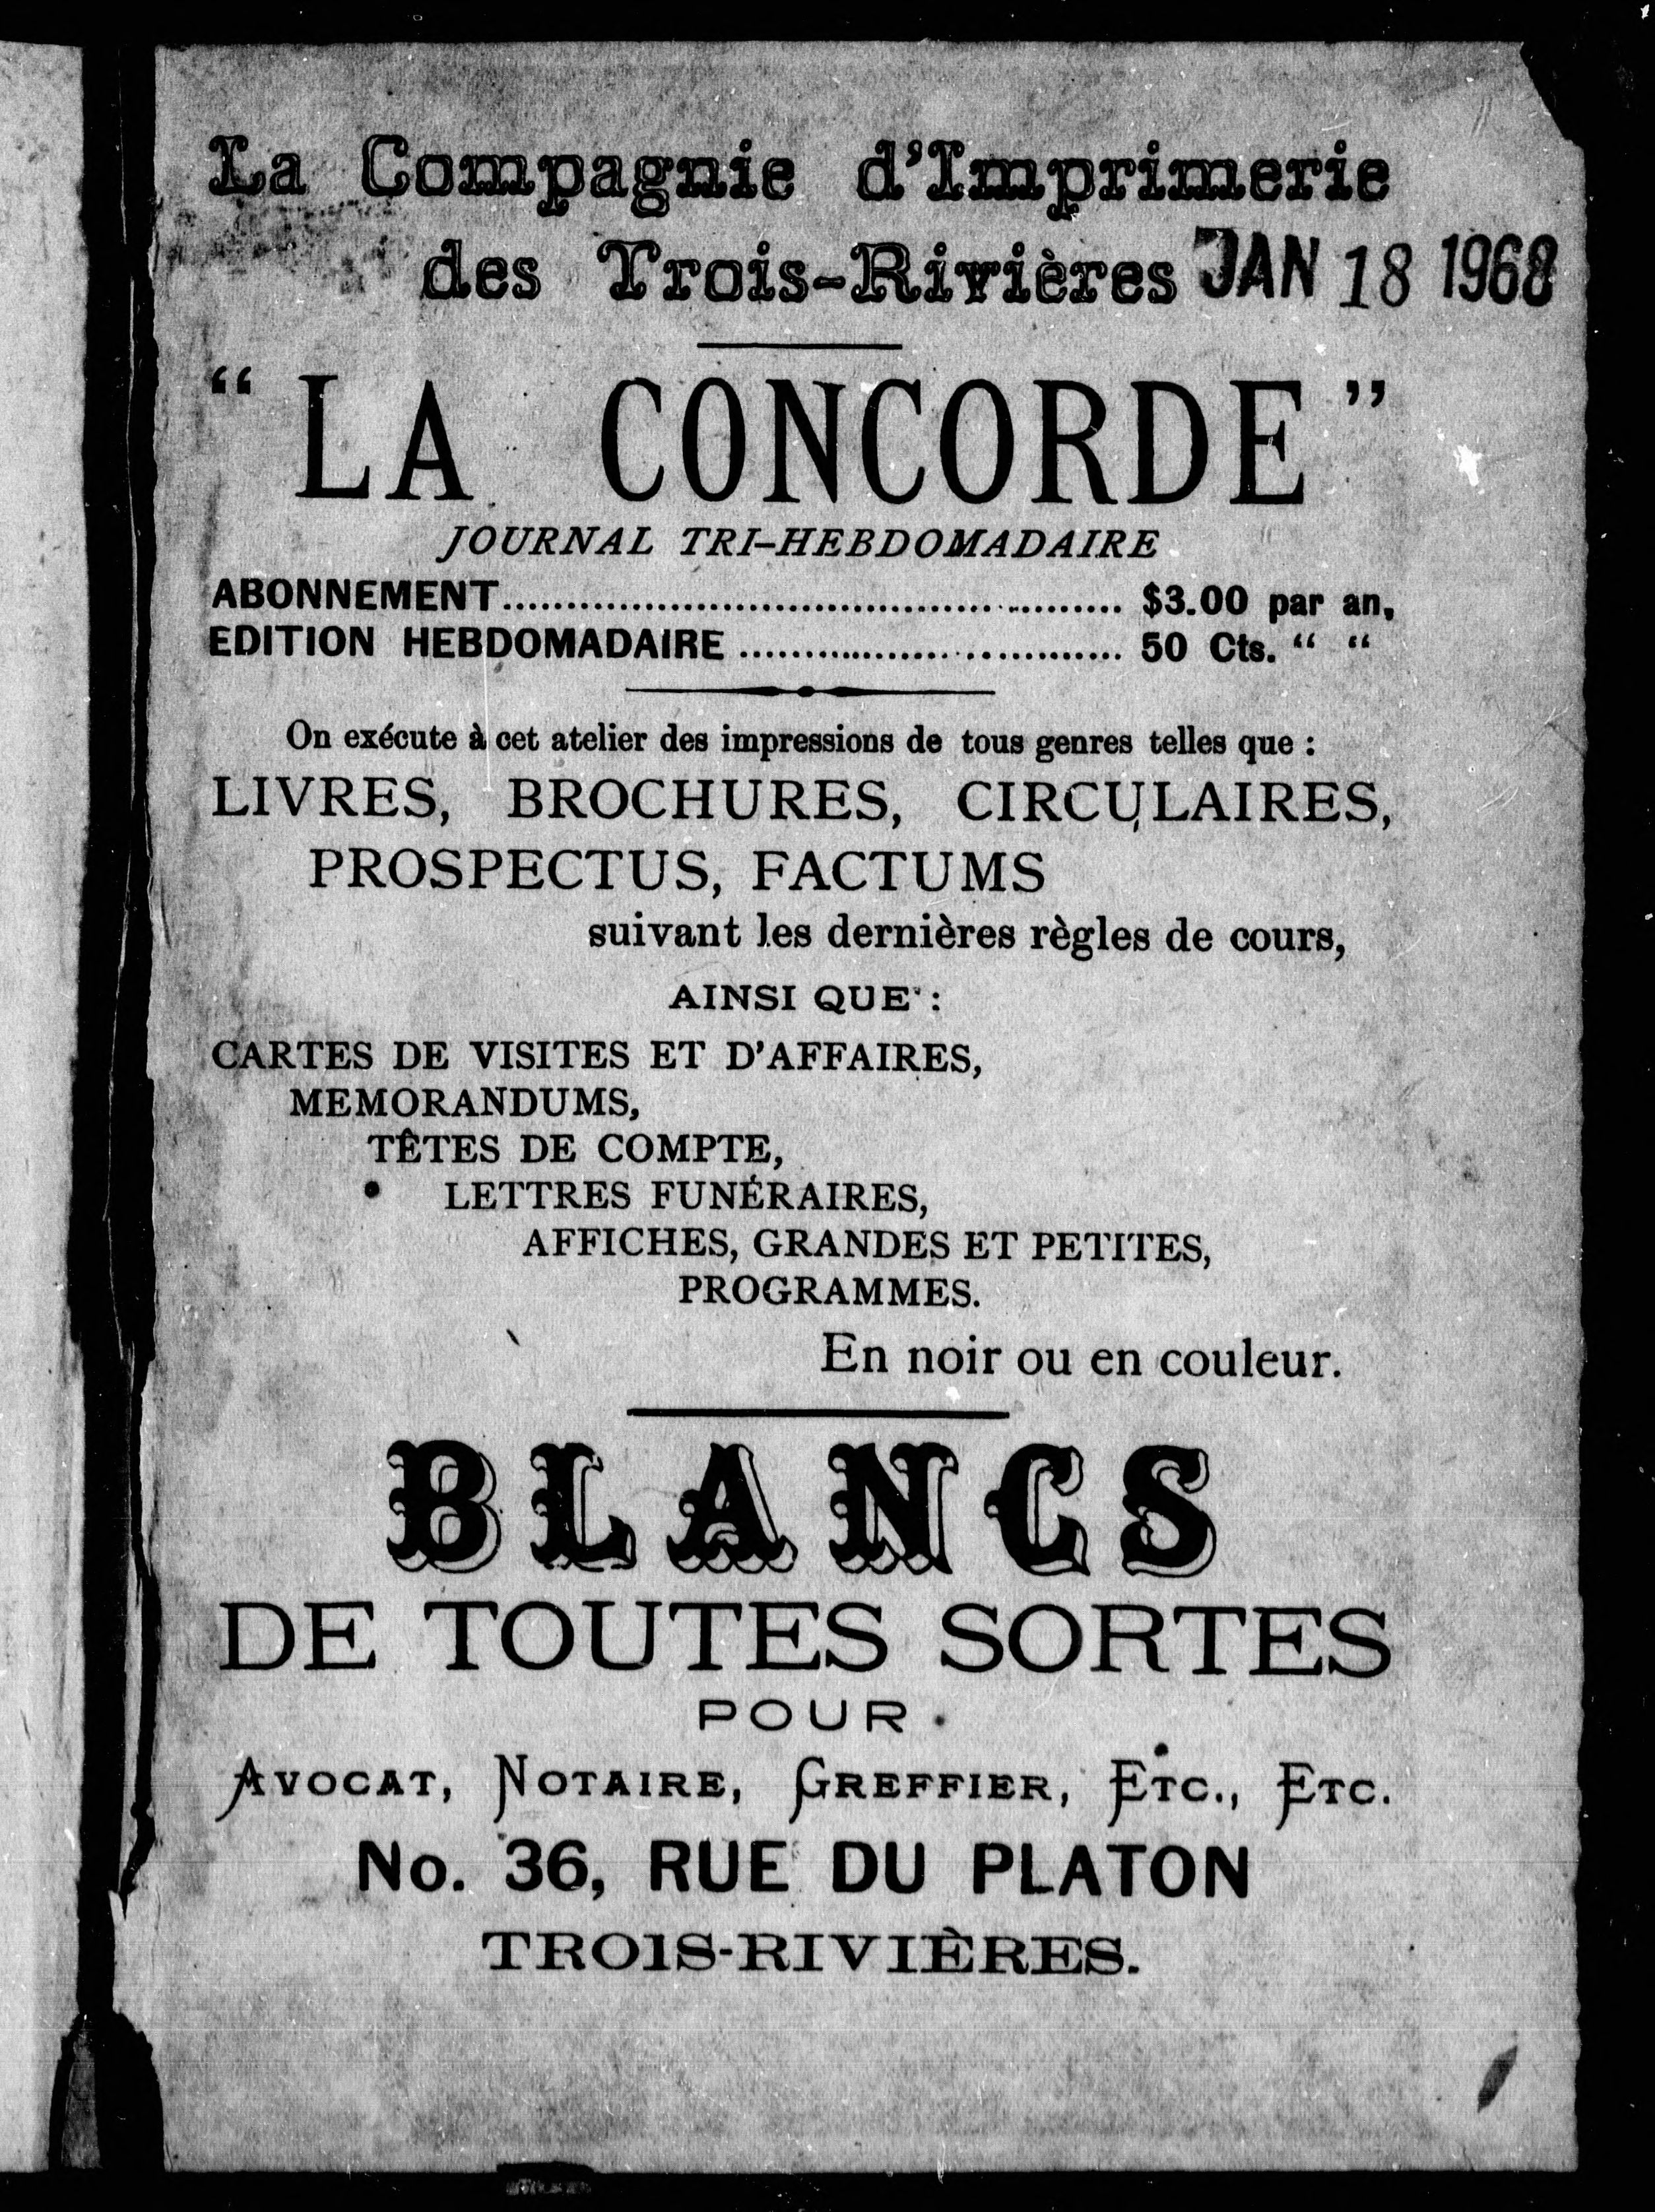 La Compagnie d'Imprimerie
des Trois-Rivières JAN 18 1968
“LA CONCORDE”
JOURNAL TRI-HEBDOMADAIRE
ABONNEMENT................................................ $3.00 par an,
EDITION HEBDOMADAIRE .............................. 50 Cts. “ “
On exécute à cet atelier des impressions de tous genres telles que :
LIVRES, BROCHURES, CIRCULAIRES,
PROSPECTUS, FACTUMS
suivant les dernières règles de cours,
AINSI QUE :
CARTES DE VISITES ET D'AFFAIRES,
MEMORANDUMS,
TÊTES DE COMPTE,
LETTRES FUNÉRAIRES,
AFFICHES, GRANDES ET PETITES,
PROGRAMMES.
En noir ou en couleur.
BLANCS
DE TOUTES SORTES
POUR
AVOCAT, NOTAIRE, GREFFIER, ETC., ETC.
No. 36, RUE DU PLATON
TROIS-RIVIÈRES.